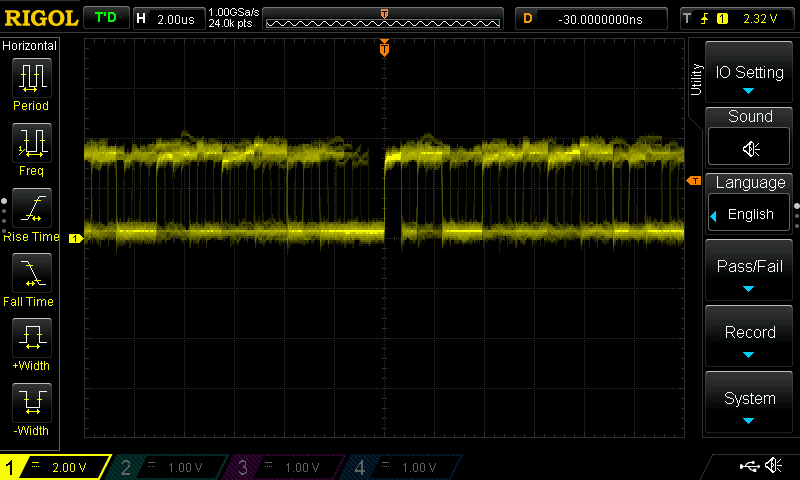 RIGOL T'D H 2.00us 1.00GSa/s 24.0k pts T D -30.0000000ns T 1 2.32 V
Horizontal
Period
Freq
Rise Time
Fall Time
+Width
-Width
T
T
1
Utility
IO Setting
Sound
Language
English
Pass/Fail
Record
System
1 2.00 V 2 1.00 V 3 1.00 V 4 1.00 V